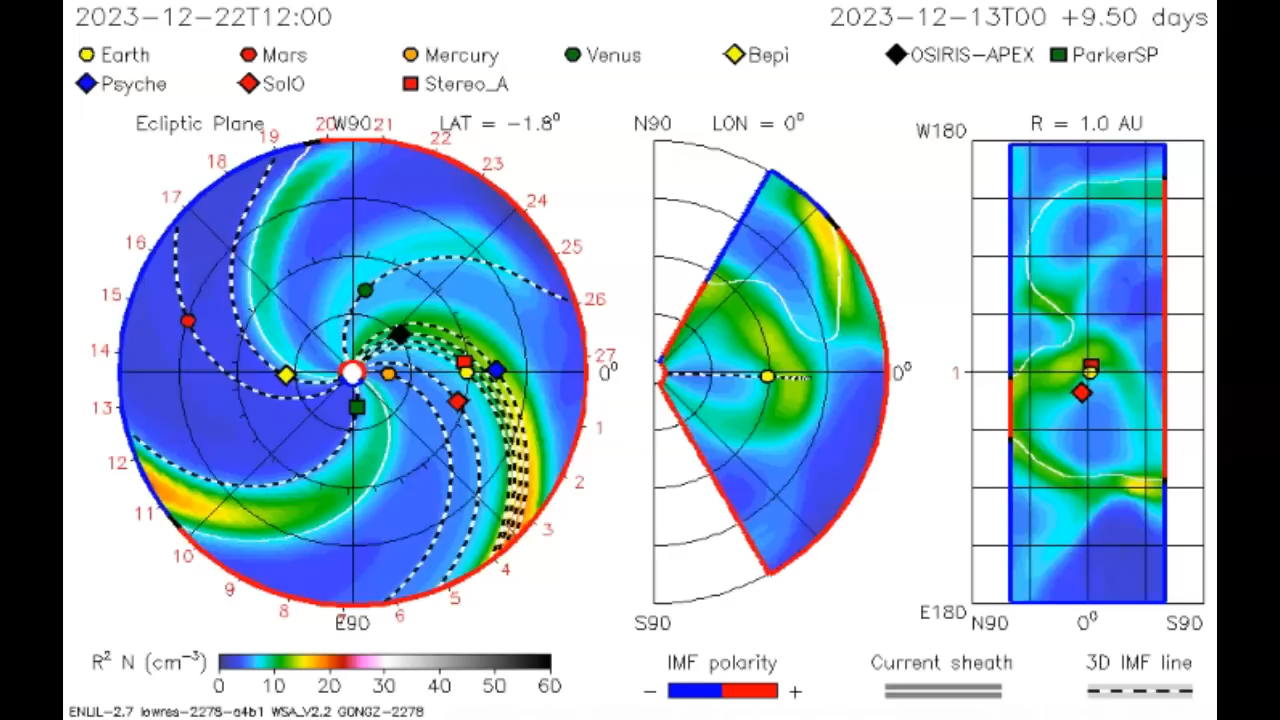 2023-12-22T12:00 2023-12-13T00 +9.50 days
Earth Mars Mercury Venus Bepi OSIRIS-APEX ParkerSP
Psyche SolO Stereo_A
Ecliptic Plane W90 LAT = -1.8° N90 LON = 0° W180 R = 1.0 AU
19 20 21
18 22
17 23
24
16 25
15 26
14 27
0° 0° 1
13 1
12 2
11 3
10 4
9 5
8 7 6
E90 S90 E180 N90 0° S90
R² N (cm⁻³) IMF polarity Current sheath 3D IMF line
- +
0 10 20 30 40 50 60
ENLIL-2.7 lowres-2278-a4b1 WSA_V2.2 GONGZ-2278